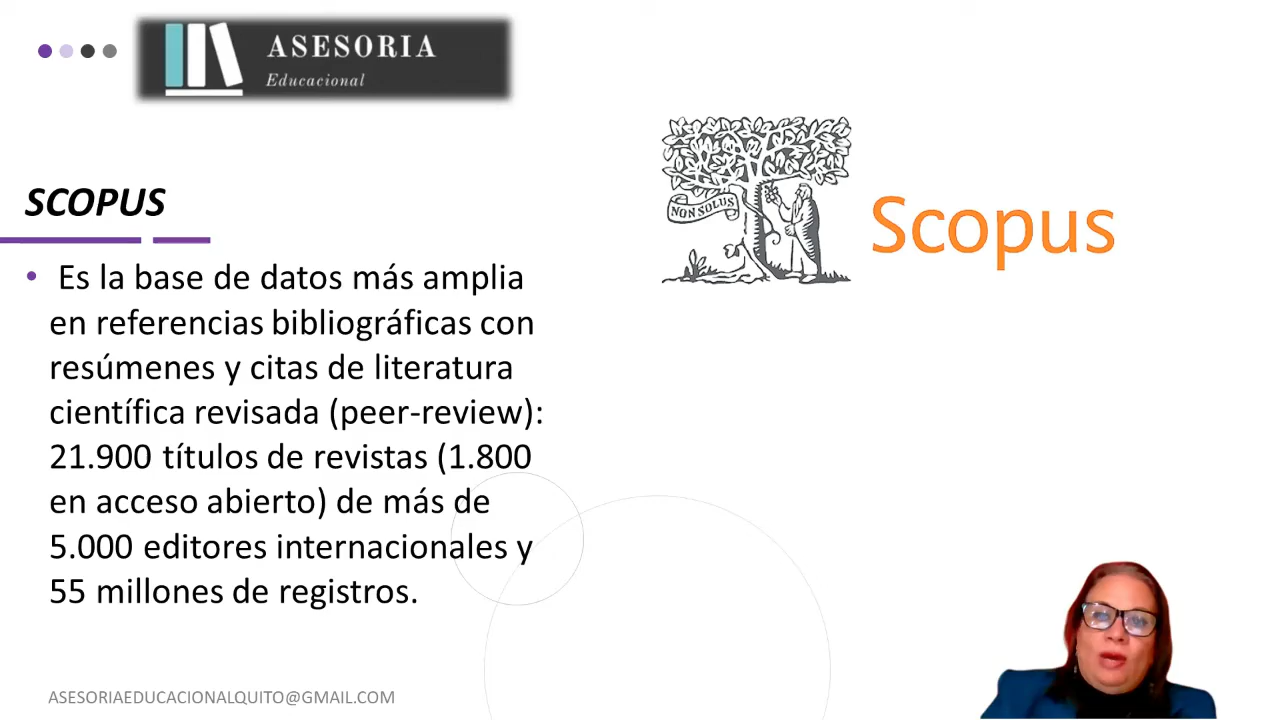 ASESORIA
Educacional
SCOPUS
• Es la base de datos más amplia
en referencias bibliográficas con
resúmenes y citas de literatura
científica revisada (peer-review):
21.900 títulos de revistas (1.800
en acceso abierto) de más de
5.000 editores internacionales y
55 millones de registros.
NON SOLUS
Scopus
ASESORIAEDUCACIONALQUITO@GMAIL.COM